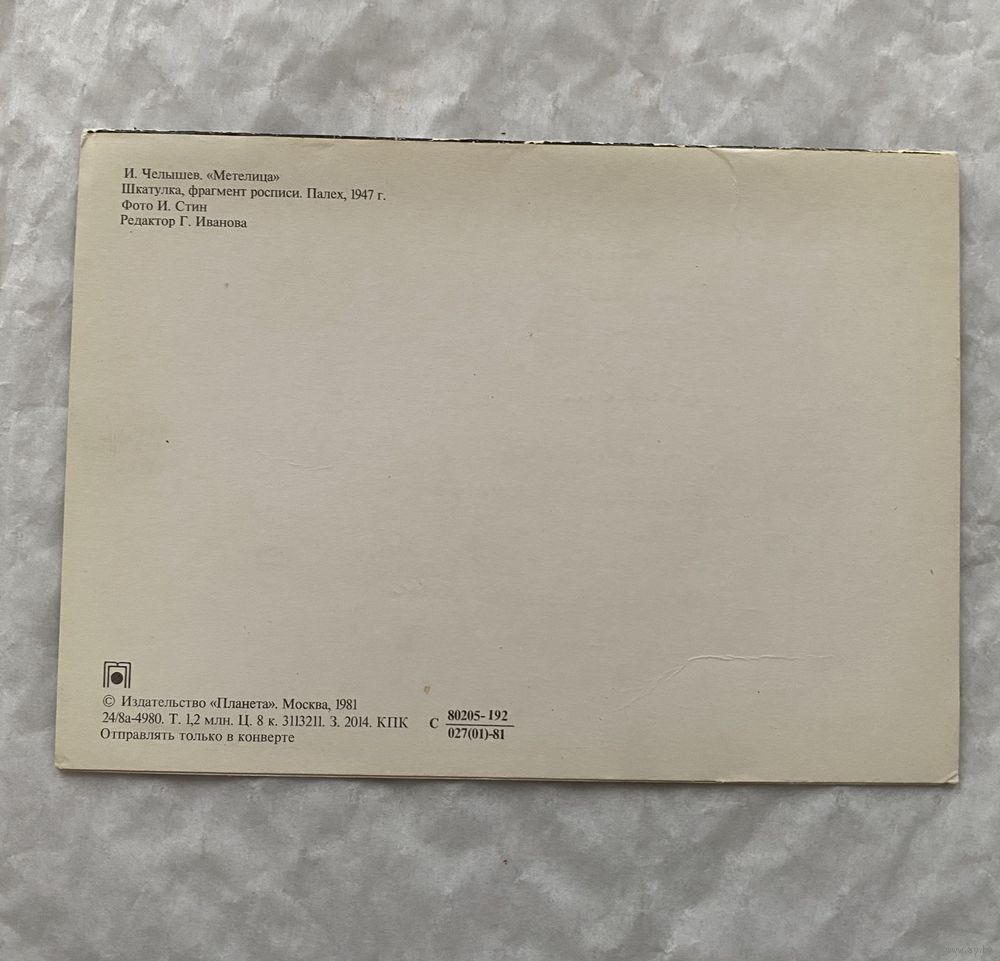 И. Челышев. «Метелица»
Шкатулка, фрагмент росписи. Палех, 1947 г.
Фото И. Стин
Редактор Г. Иванова
© Издательство «Планета». Москва, 1981
24/8а-4980. Т. 1,2 млн. Ц. 8 к. 3113211. З. 2014. КПК
Отправлять только в конверте
С 80205-192
027(01)-81